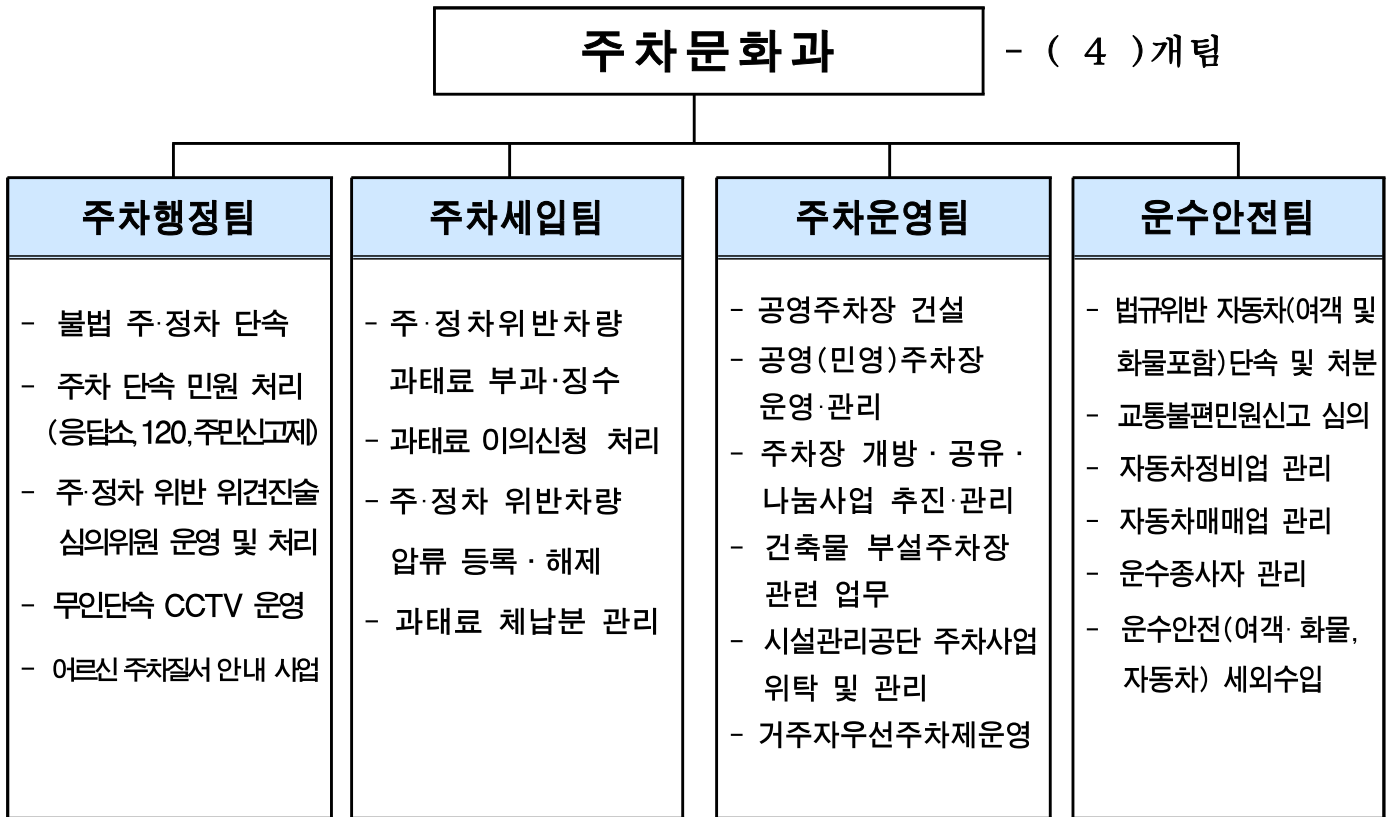 주차문화과 - ( 4 )개팀
주차행정팀
- 불법 주·정차 단속
- 주차 단속 민원 처리
(응답소, 120, 주민신고제)
- 주·정차 위반 위견진술
심의위원 운영 및 처리
- 무인단속 CCTV 운영
- 어르신 주차질서 안내 사업
주차세입팀
- 주·정차위반차량
과태료 부과·징수
- 과태료 이의신청 처리
- 주·정차 위반차량
압류 등록·해제
- 과태료 체납분 관리
주차운영팀
- 공영주차장 건설
- 공영(민영)주차장
운영·관리
- 주차장 개방·공유·
나눔사업 추진·관리
- 건축물 부설주차장
관련 업무
- 시설관리공단 주차사업
위탁 및 관리
- 거주자우선주차제운영
운수안전팀
- 법규위반 자동차(여객 및
화물포함)단속 및 처분
- 교통불편민원신고 심의
- 자동차정비업 관리
- 자동차매매업 관리
- 운수종사자 관리
- 운수안전(여객·화물,
자동차) 세외수입